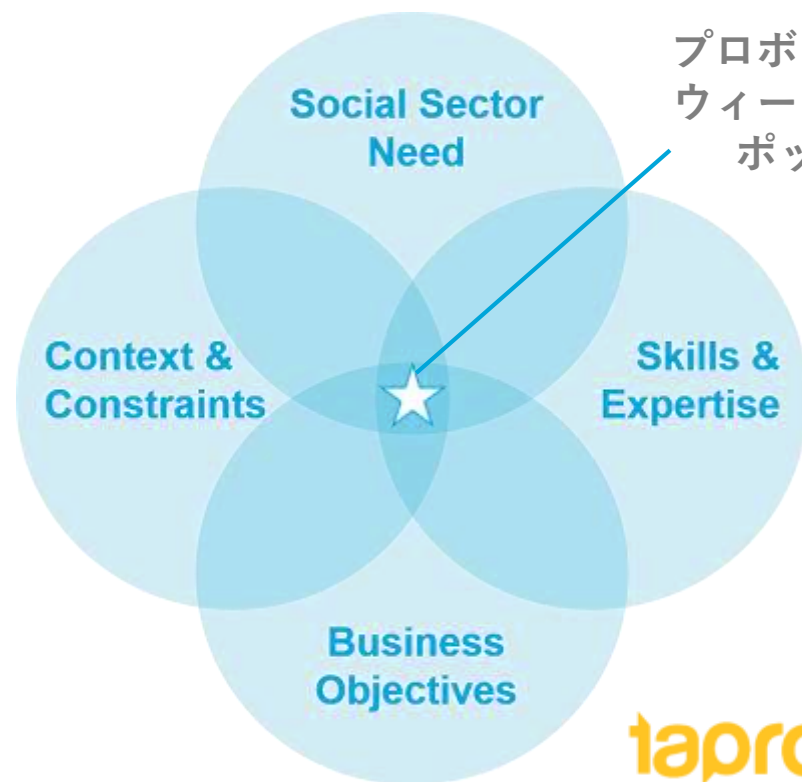 プロボ
ウィー
ポッ
Social Sector
Need
Context &
Constraints
Skills &
Expertise
Business
Objectives
tapro